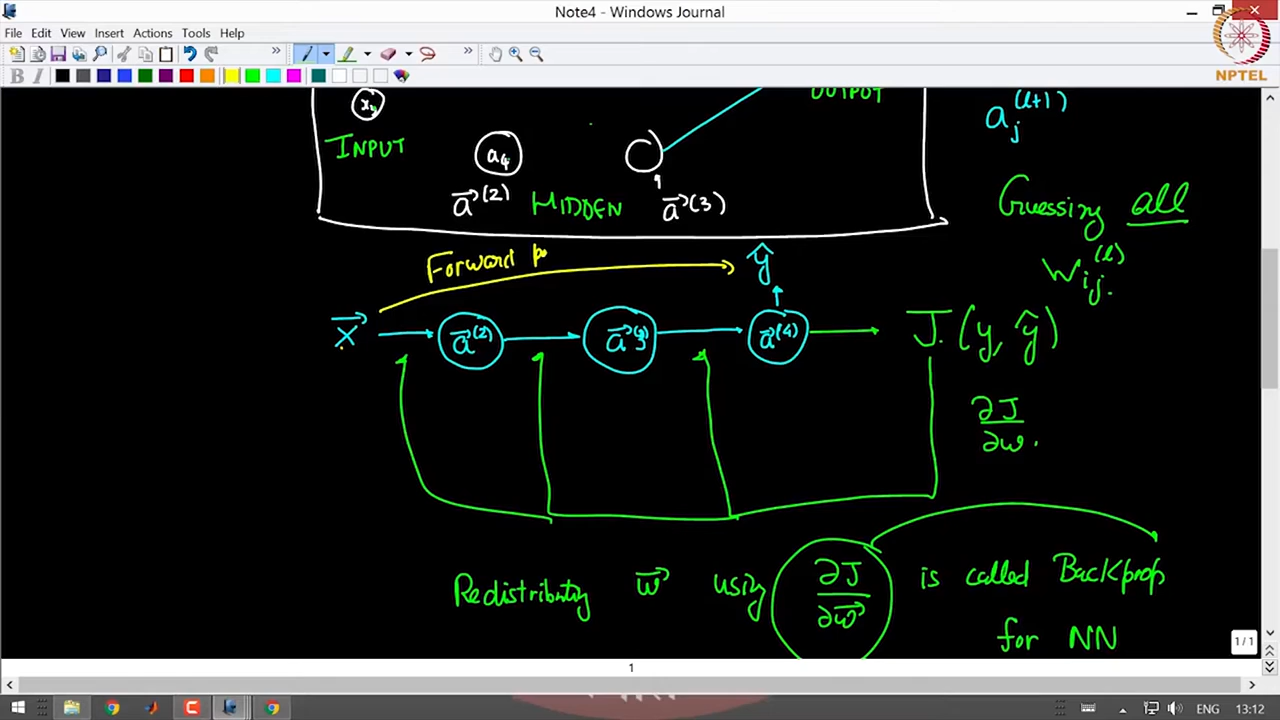 Note4 - Windows Journal
File Edit View Insert Actions Tools Help
NPTEL
x₃
INPUT
OUTPUT
a_j^(l+1)
a₄
a⃗^(2) HIDDEN a⃗^(3)
Guessing all
W_ij^(l).
Forward
ŷ
x⃗ a⃗^(2) a⃗^(3) a⃗^(4) J. (y, ŷ)
∂J
∂w.
Redistributing w⃗ using ∂J/∂w⃗ is called Backprop
for NN
1/1
1
ENG 13:12